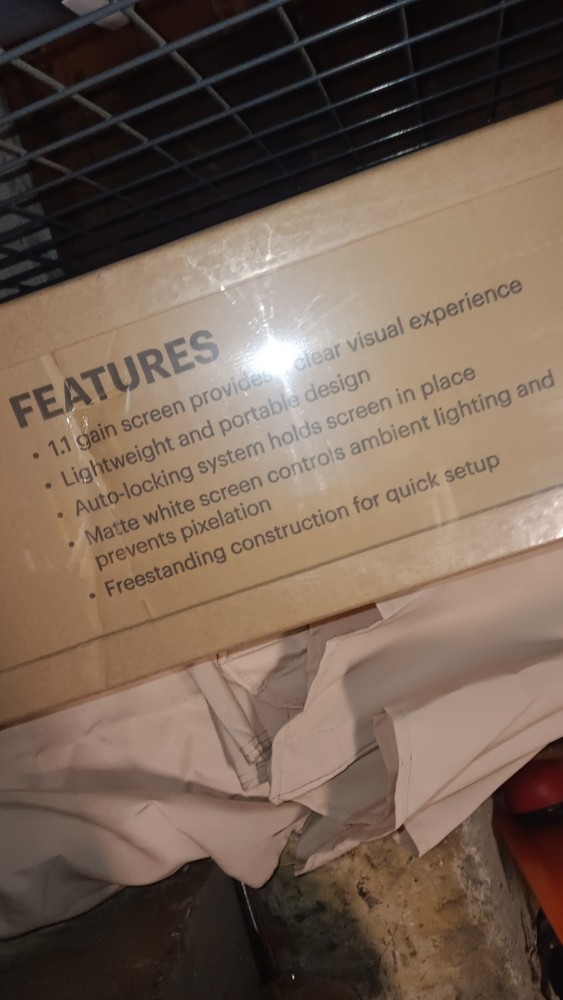 FEATURES
• 1.1 gain screen provides clear visual experience
• Lightweight and portable design
• Auto-locking system holds screen in place
• Matte white screen controls ambient lighting and
prevents pixelation
• Freestanding construction for quick setup